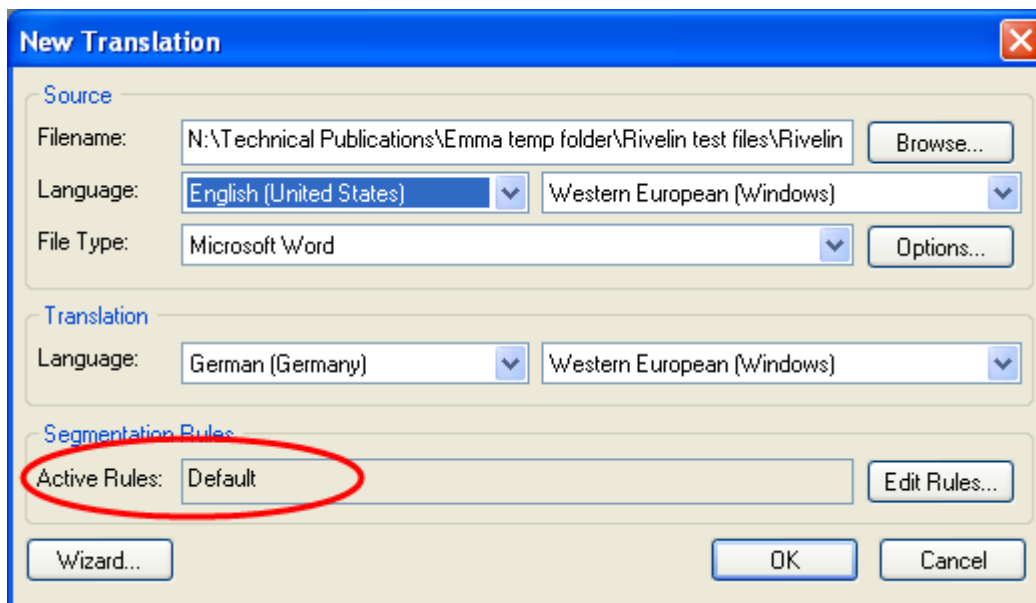 New Translation
Source
Filename: N:\Technical Publications\Emma temp folder\Rivelin test files\Rivelin Browse...
Language: English (United States) Western European (Windows)
File Type: Microsoft Word Options...
Translation
Language: German (Germany) Western European (Windows)
Segmentation Rules
Active Rules: Default Edit Rules...
Wizard... OK Cancel